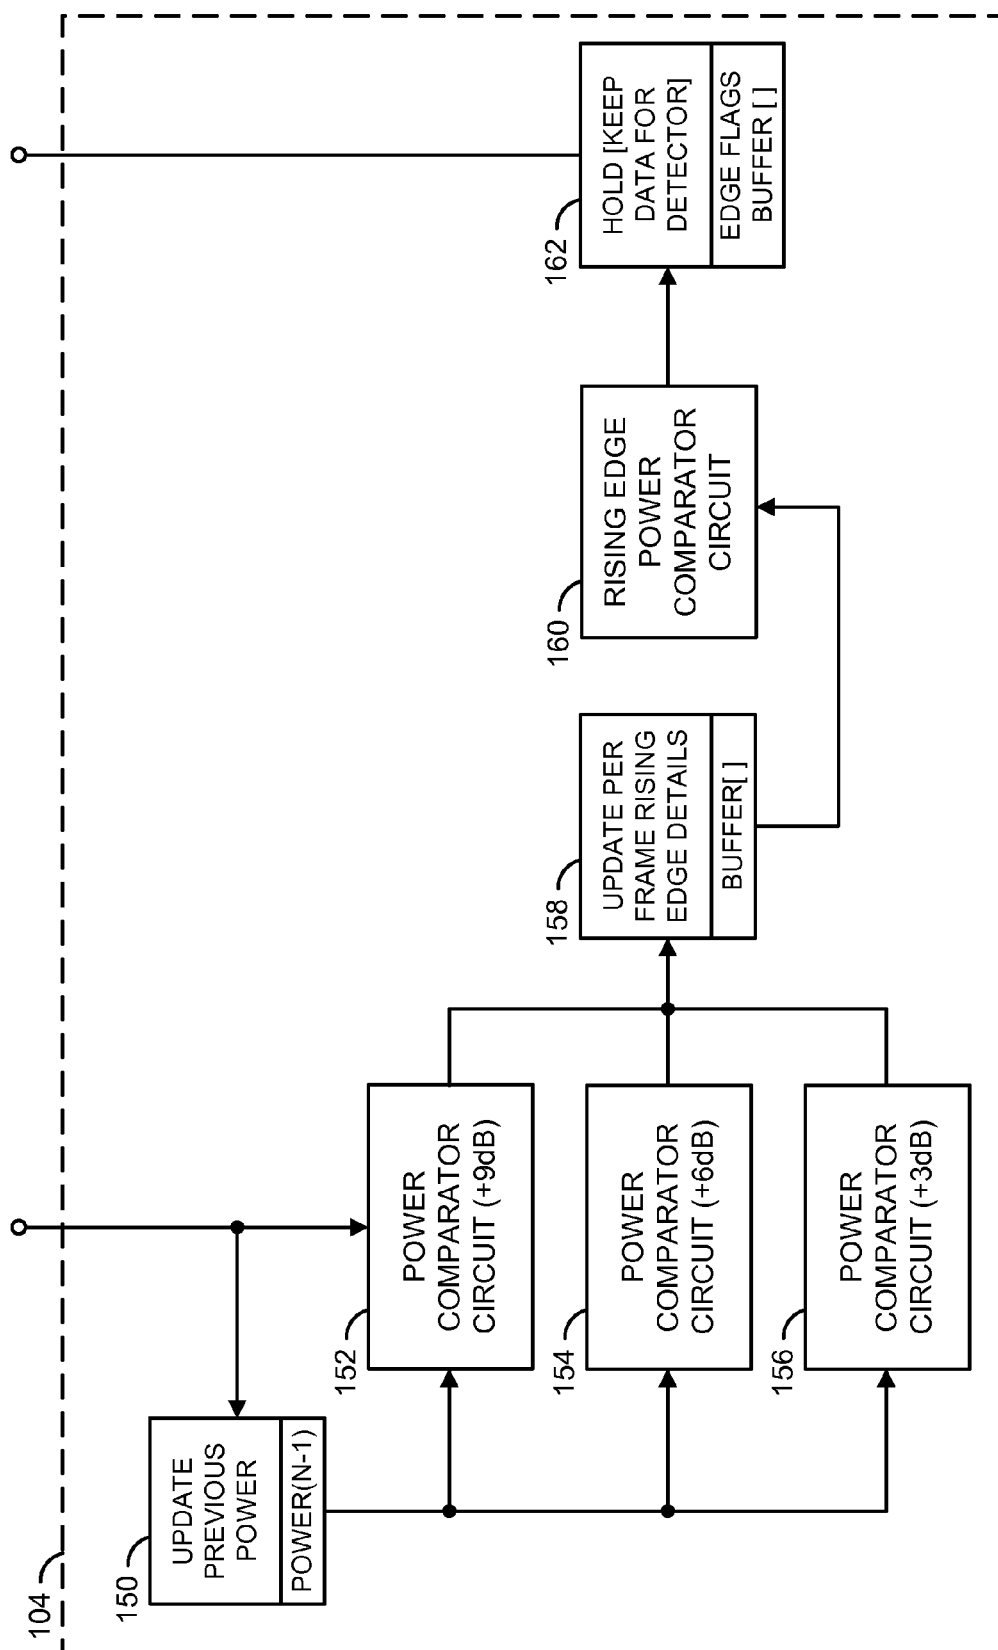 104
150
UPDATE
PREVIOUS
POWER
POWER(N-1)
152
POWER
COMPARATOR
CIRCUIT (+9dB)
154
POWER
COMPARATOR
CIRCUIT (+6dB)
156
POWER
COMPARATOR
CIRCUIT (+3dB)
158
UPDATE PER
FRAME RISING
EDGE DETAILS
BUFFER[ ]
160
RISING EDGE
POWER
COMPARATOR
CIRCUIT
162
HOLD [KEEP
DATA FOR
DETECTOR]
EDGE FLAGS
BUFFER [ ]